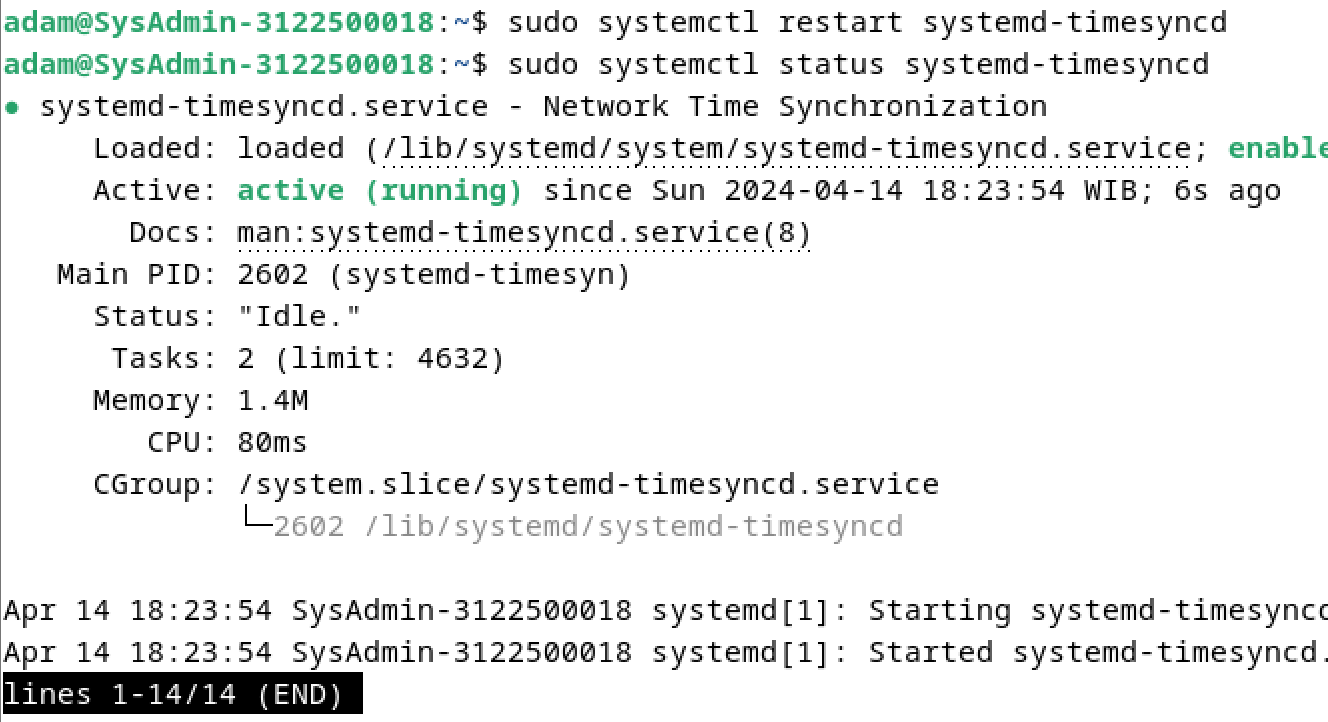 adam@SysAdmin-3122500018:~$ sudo systemctl restart systemd-timesyncd
adam@SysAdmin-3122500018:~$ sudo systemctl status systemd-timesyncd
● systemd-timesyncd.service - Network Time Synchronization
     Loaded: loaded (/lib/systemd/system/systemd-timesyncd.service; enable
     Active: active (running) since Sun 2024-04-14 18:23:54 WIB; 6s ago
       Docs: man:systemd-timesyncd.service(8)
   Main PID: 2602 (systemd-timesyn)
     Status: "Idle."
      Tasks: 2 (limit: 4632)
     Memory: 1.4M
        CPU: 80ms
     CGroup: /system.slice/systemd-timesyncd.service
             └─2602 /lib/systemd/systemd-timesyncd

Apr 14 18:23:54 SysAdmin-3122500018 systemd[1]: Starting systemd-timesyncd
Apr 14 18:23:54 SysAdmin-3122500018 systemd[1]: Started systemd-timesyncd.
lines 1-14/14 (END)